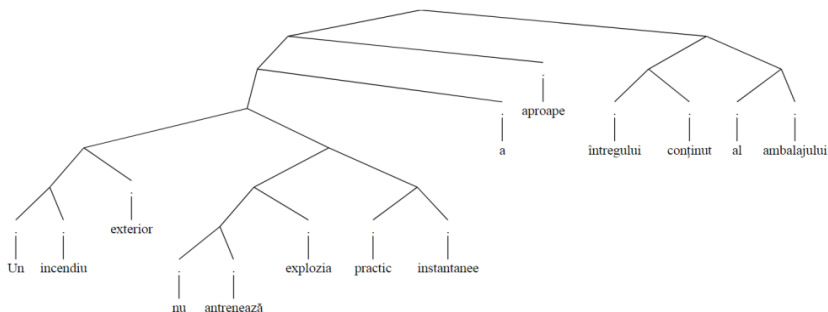 Un incendiu exterior nu antrenează explozia practic instantanee a aproape întregului conținut al ambalajului